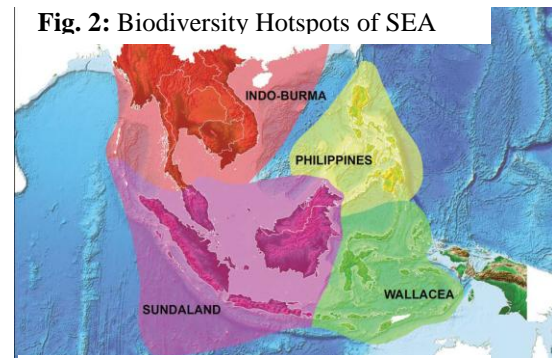 Fig. 2: Biodiversity Hotspots of SEA
INDO-BURMA
PHILIPPINES
WALLACEA
SUNDALAND